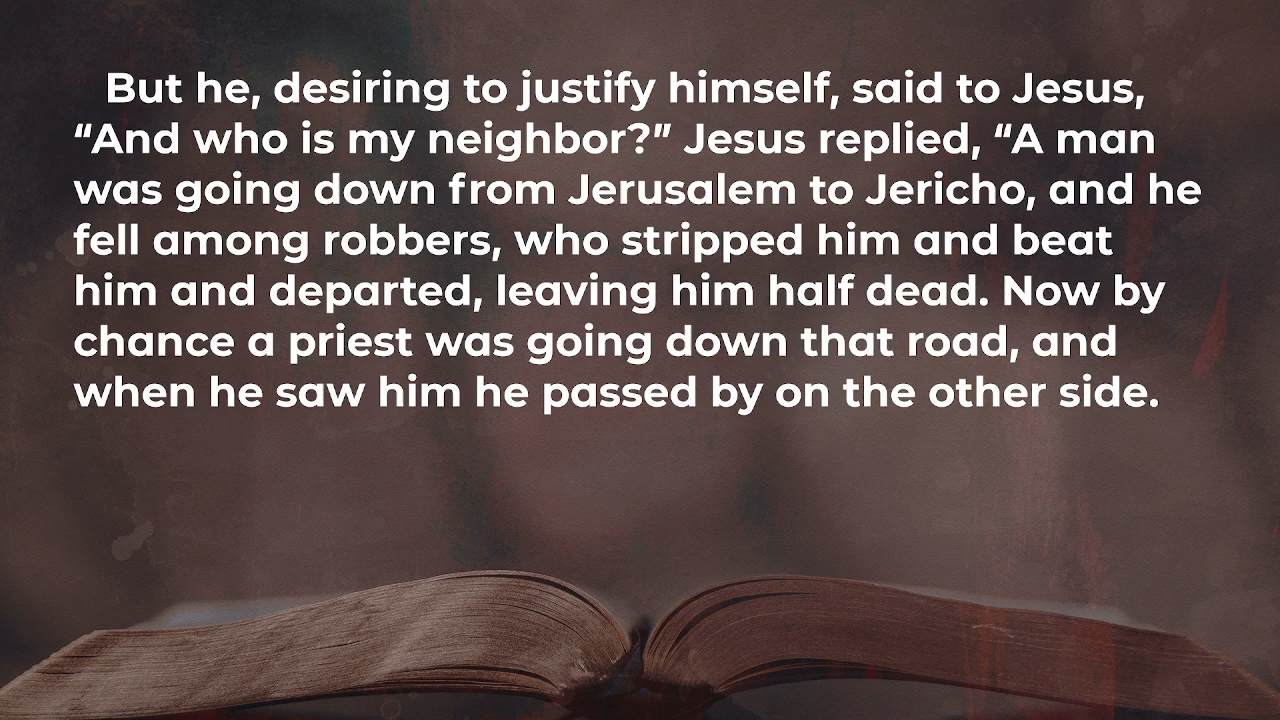 But he, desiring to justify himself, said to Jesus,
“And who is my neighbor?” Jesus replied, “A man
was going down from Jerusalem to Jericho, and he
fell among robbers, who stripped him and beat
him and departed, leaving him half dead. Now by
chance a priest was going down that road, and
when he saw him he passed by on the other side.